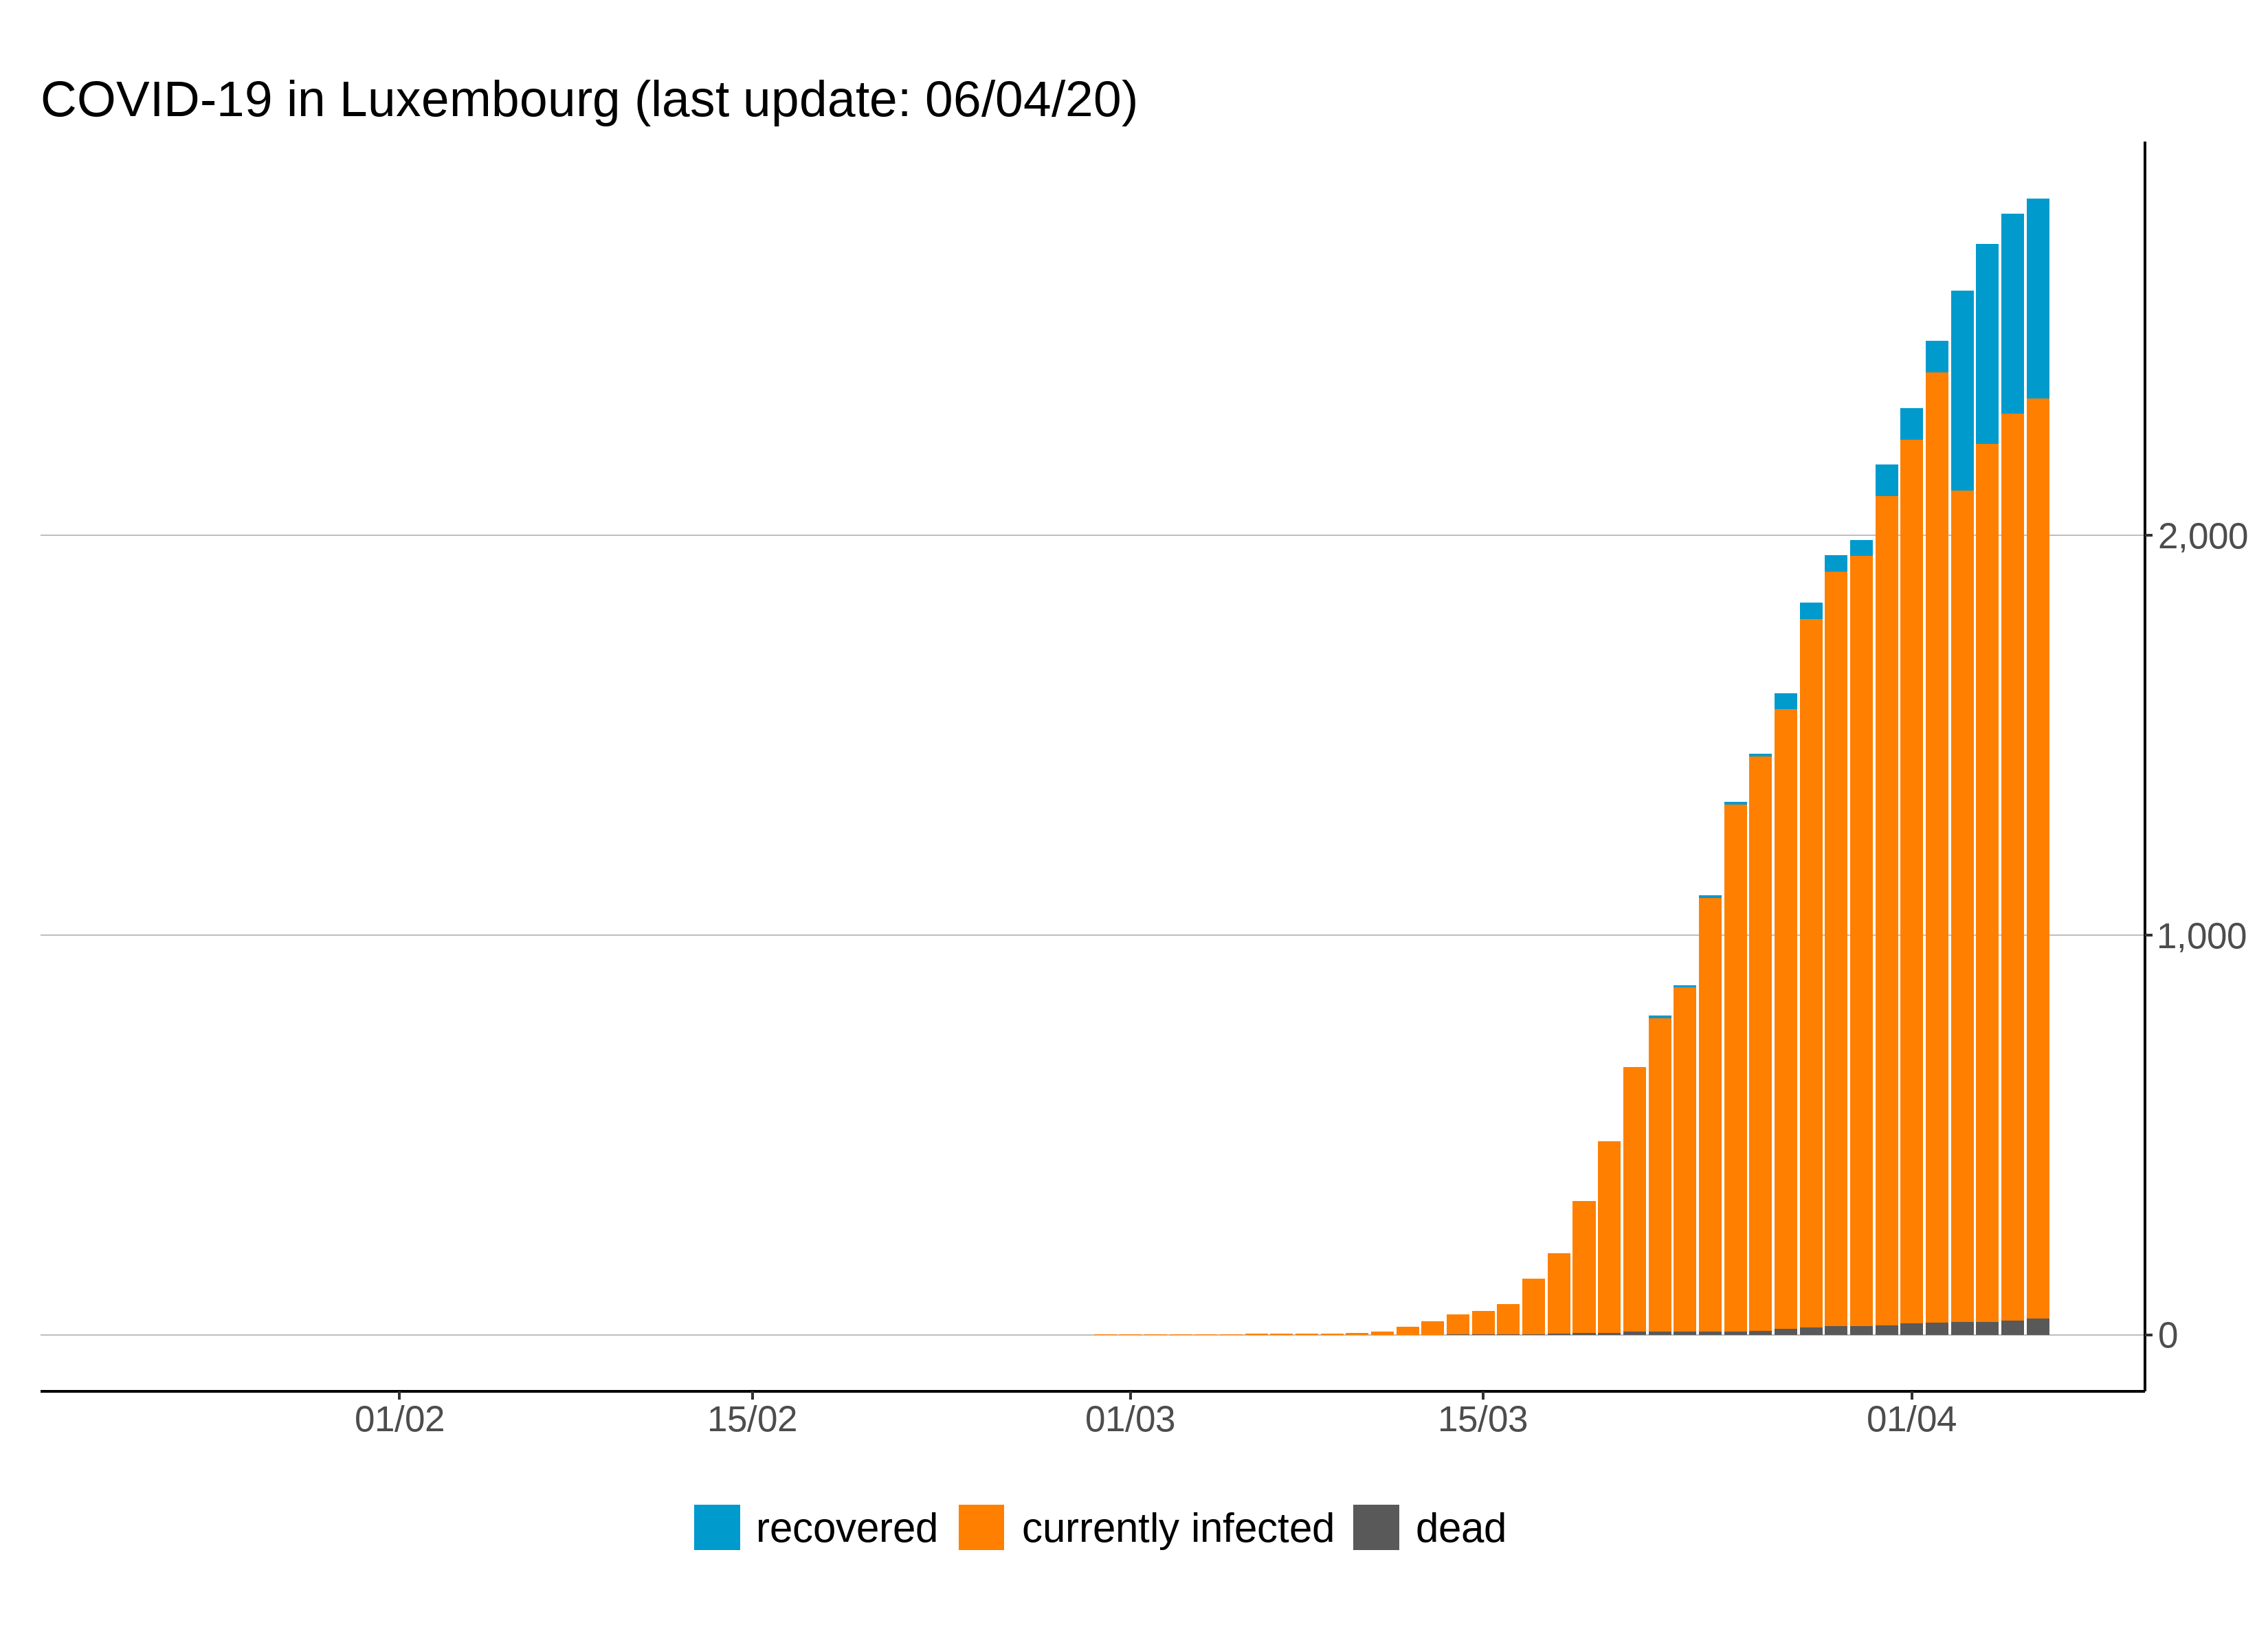 COVID-19 in Luxembourg (last update: 06/04/20)
2,000
1,000
0
01/02 15/02 01/03 15/03 01/04
recovered currently infected dead